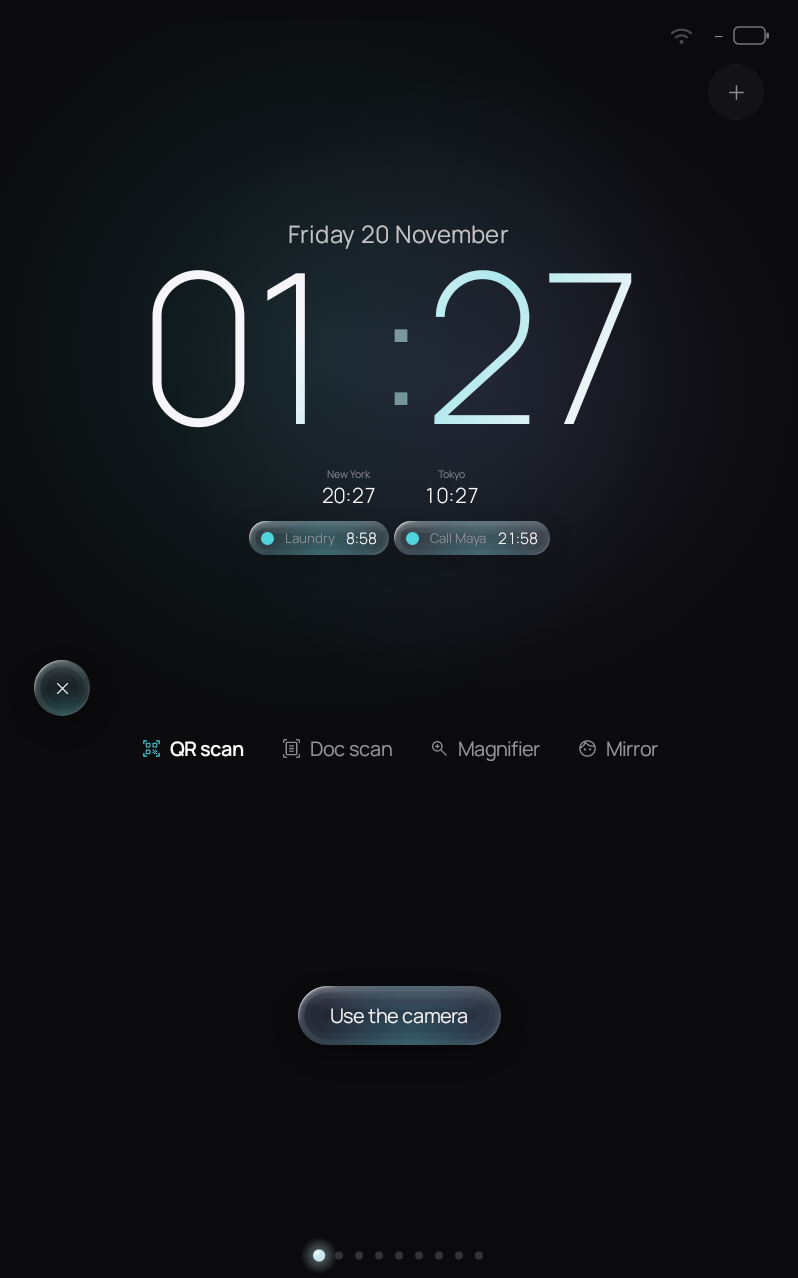 –
Friday 20 November
01:27
New York Tokyo
20:27 10:27
Laundry 8:58 Call Maya 21:58
QR scan Doc scan Magnifier Mirror
Use the camera